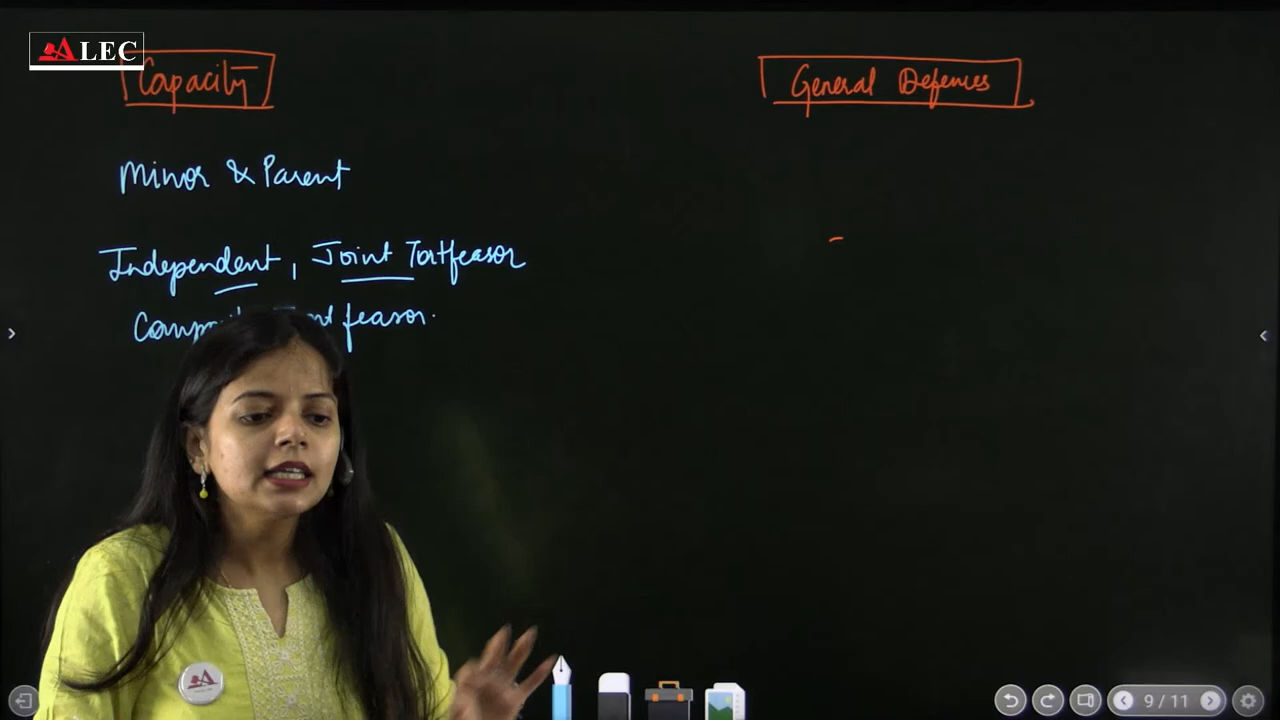 ALEC
Capacity
General Defences
Minor & Parent
Independent, Joint Tortfeasor
feasor.
9/11